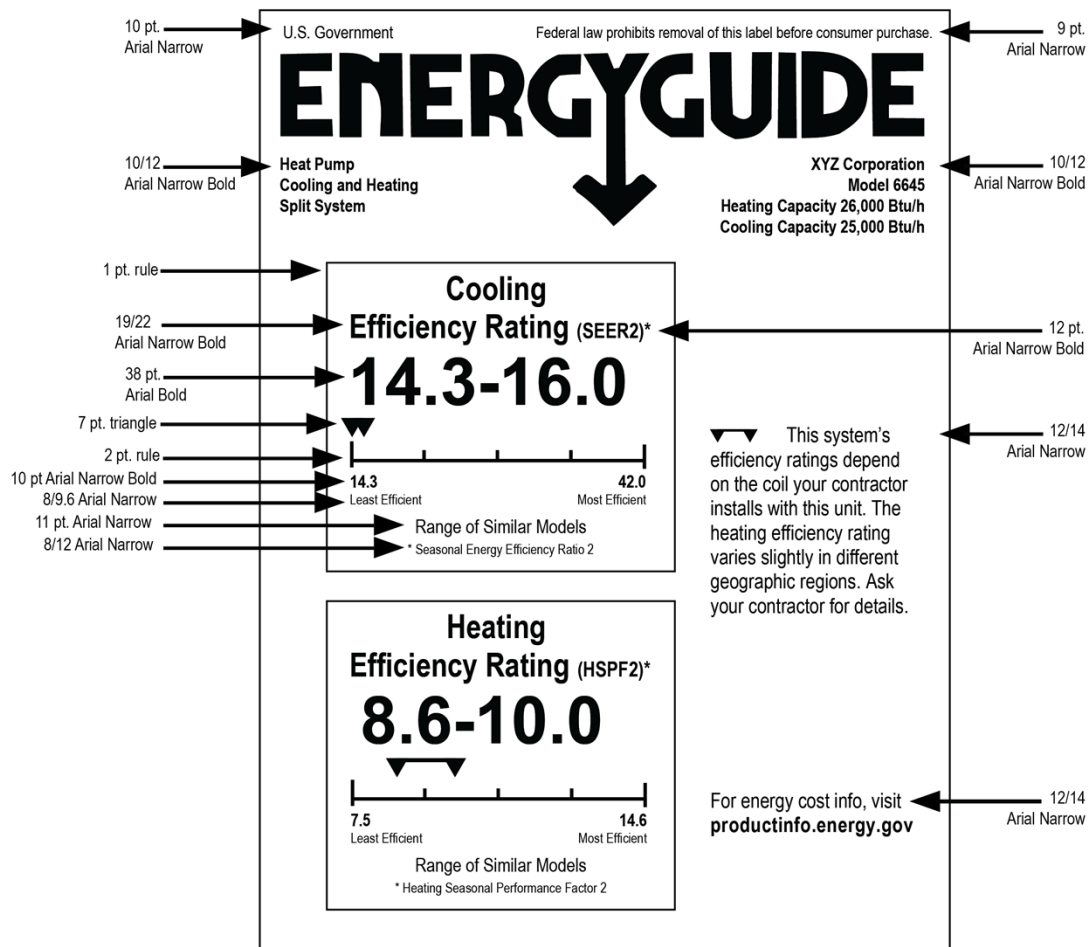 10 pt.
Arial Narrow
U.S. Government
Federal law prohibits removal of this label before consumer purchase.
9 pt.
Arial Narrow
ENERGYGUIDE
10/12
Arial Narrow Bold
Heat Pump
Cooling and Heating
Split System
XYZ Corporation
Model 6645
Heating Capacity 26,000 Btu/h
Cooling Capacity 25,000 Btu/h
10/12
Arial Narrow Bold
1 pt. rule
19/22
Arial Narrow Bold
38 pt.
Arial Bold
7 pt. triangle
2 pt. rule
10 pt Arial Narrow Bold
8/9.6 Arial Narrow
11 pt. Arial Narrow
8/12 Arial Narrow
Cooling
Efficiency Rating (SEER2)*
14.3-16.0
14.3 42.0
Least Efficient Most Efficient
Range of Similar Models
* Seasonal Energy Efficiency Ratio 2
12 pt.
Arial Narrow Bold
This system's
efficiency ratings depend
on the coil your contractor
installs with this unit. The
heating efficiency rating
varies slightly in different
geographic regions. Ask
your contractor for details.
12/14
Arial Narrow
Heating
Efficiency Rating (HSPF2)*
8.6-10.0
7.5 14.6
Least Efficient Most Efficient
Range of Similar Models
* Heating Seasonal Performance Factor 2
For energy cost info, visit
productinfo.energy.gov
12/14
Arial Narrow